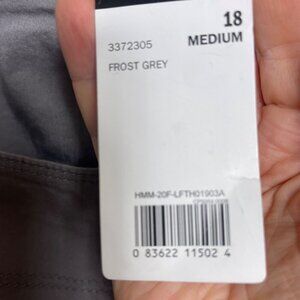 18
MEDIUM
3372305
FROST GREY
HMM-20F-LFTH01903A
0 83622 11502 4